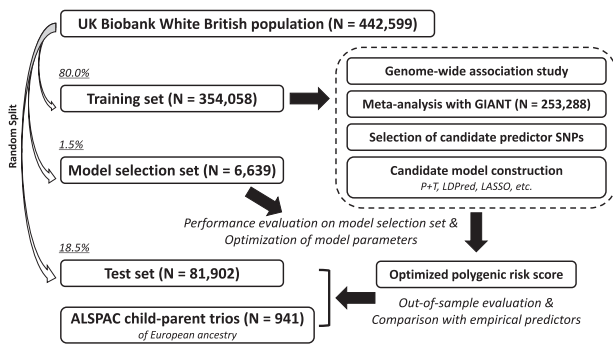 UK Biobank White British population (N = 442,599)
Random Split
80.0%
Training set (N = 354,058)
1.5%
Model selection set (N = 6,639)
Genome-wide association study
Meta-analysis with GIANT (N = 253,288)
Selection of candidate predictor SNPs
Candidate model construction
P+T, LDPred, LASSO, etc.
Performance evaluation on model selection set &
Optimization of model parameters
18.5%
Test set (N = 81,902)
ALSPAC child-parent trios (N = 941)
of European ancestry
Optimized polygenic risk score
Out-of-sample evaluation &
Comparison with empirical predictors